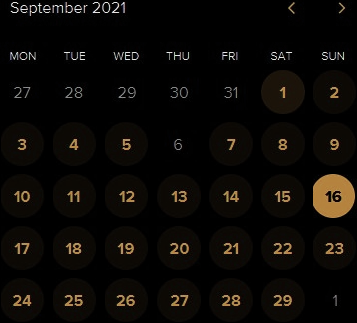 September 2021
MON TUE WED THU FRI SAT SUN
27 28 29 30 31 1 2
3 4 5 6 7 8 9
10 11 12 13 14 15 16
17 18 19 20 21 22 23
24 25 26 27 28 29 1